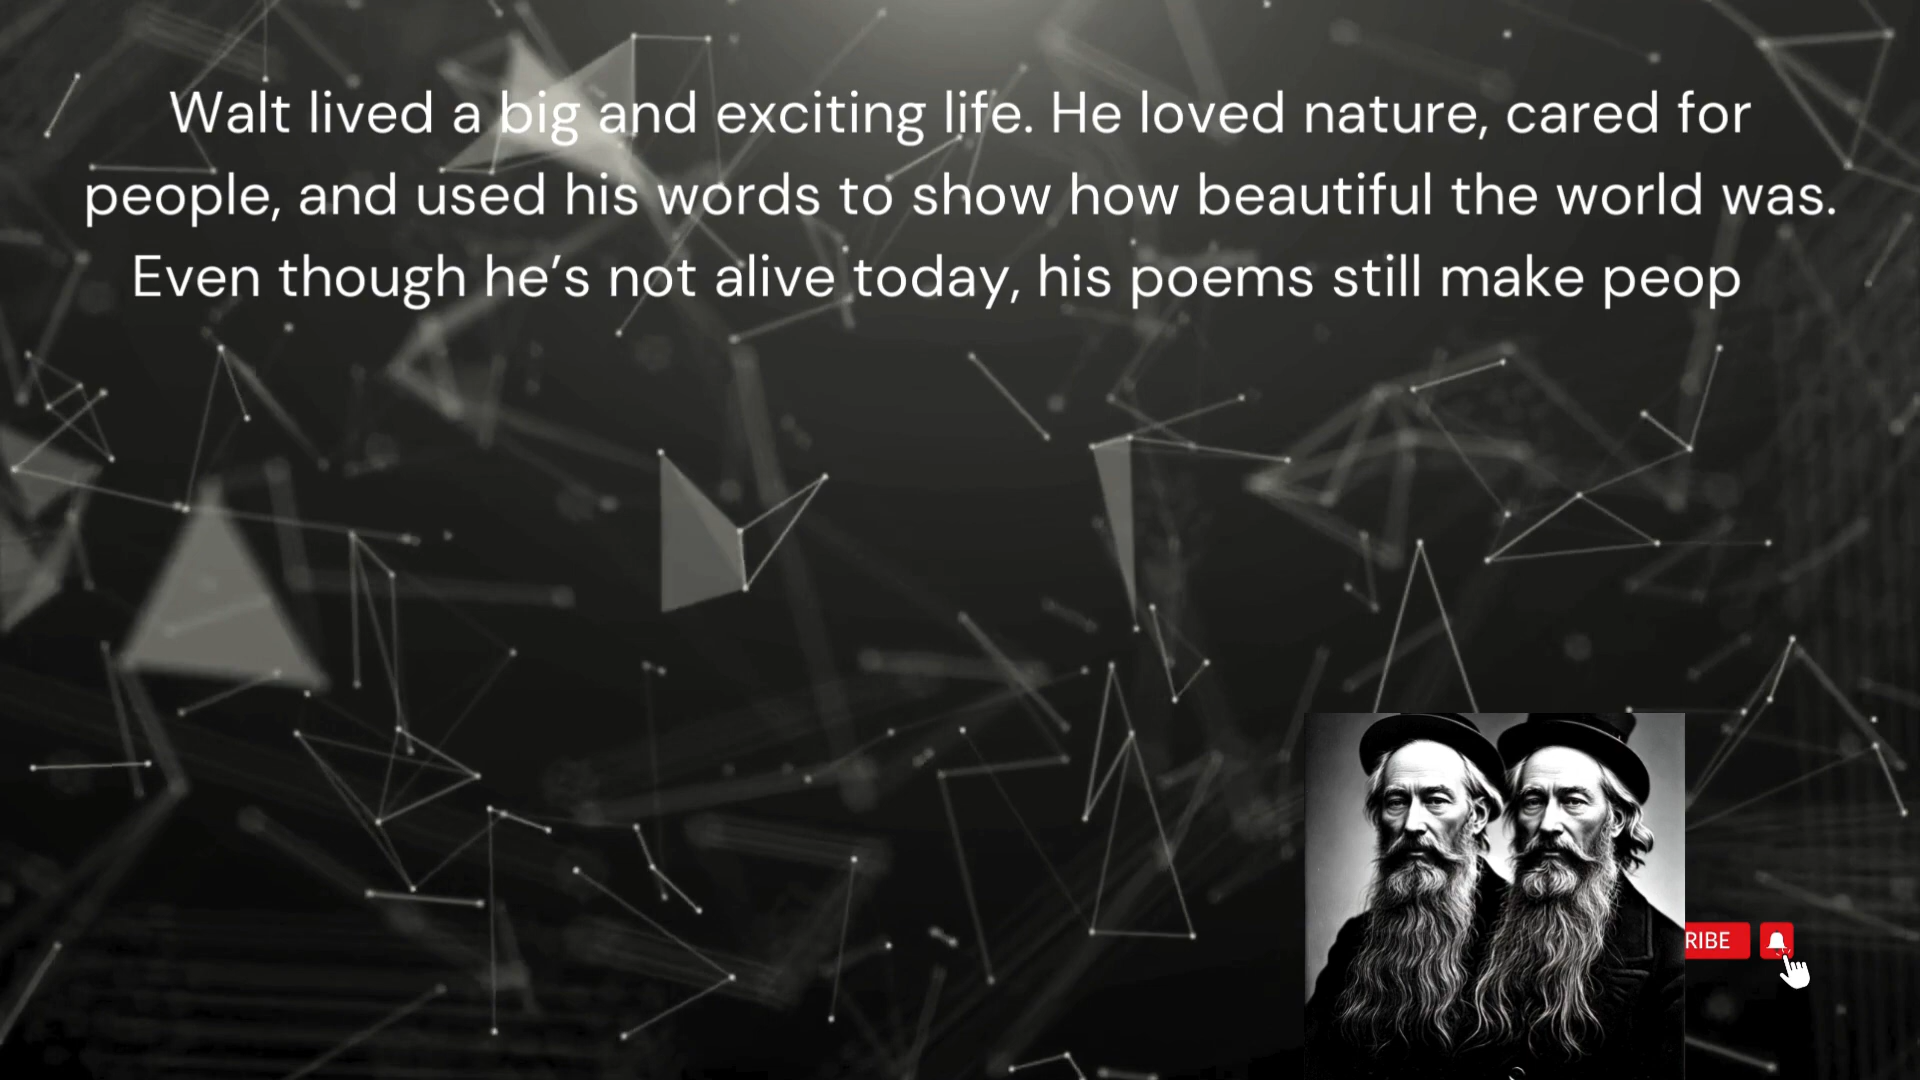 Walt lived a big and exciting life. He loved nature, cared for
people, and used his words to show how beautiful the world was.
Even though he’s not alive today, his poems still make peop
RIBE